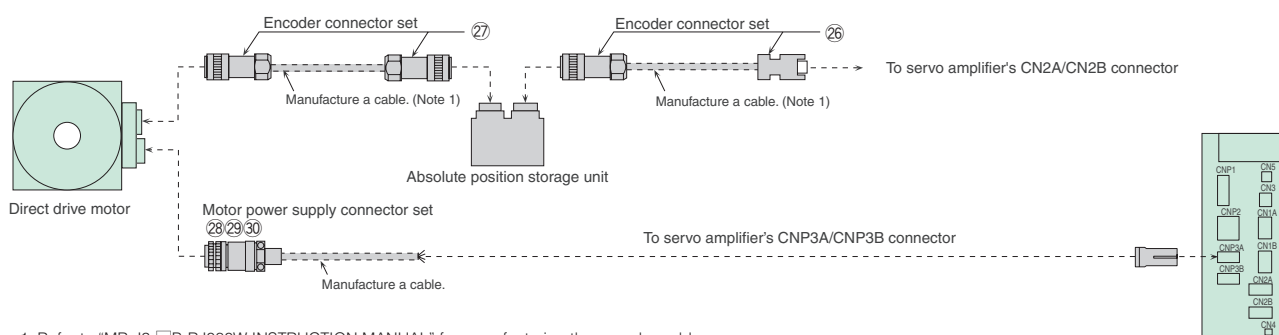 Encoder connector set
㉗
Encoder connector set
㉖
To servo amplifier's CN2A/CN2B connector
Manufacture a cable. (Note 1)
Manufacture a cable. (Note 1)
Absolute position storage unit
Direct drive motor
Motor power supply connector set
㉘㉙㉚
To servo amplifier's CNP3A/CNP3B connector
Manufacture a cable.
CNP1
CN5
CN3
CNP2
CN1A
CNP3A
CN1B
CNP3B
CN2A
CN2B
CN4